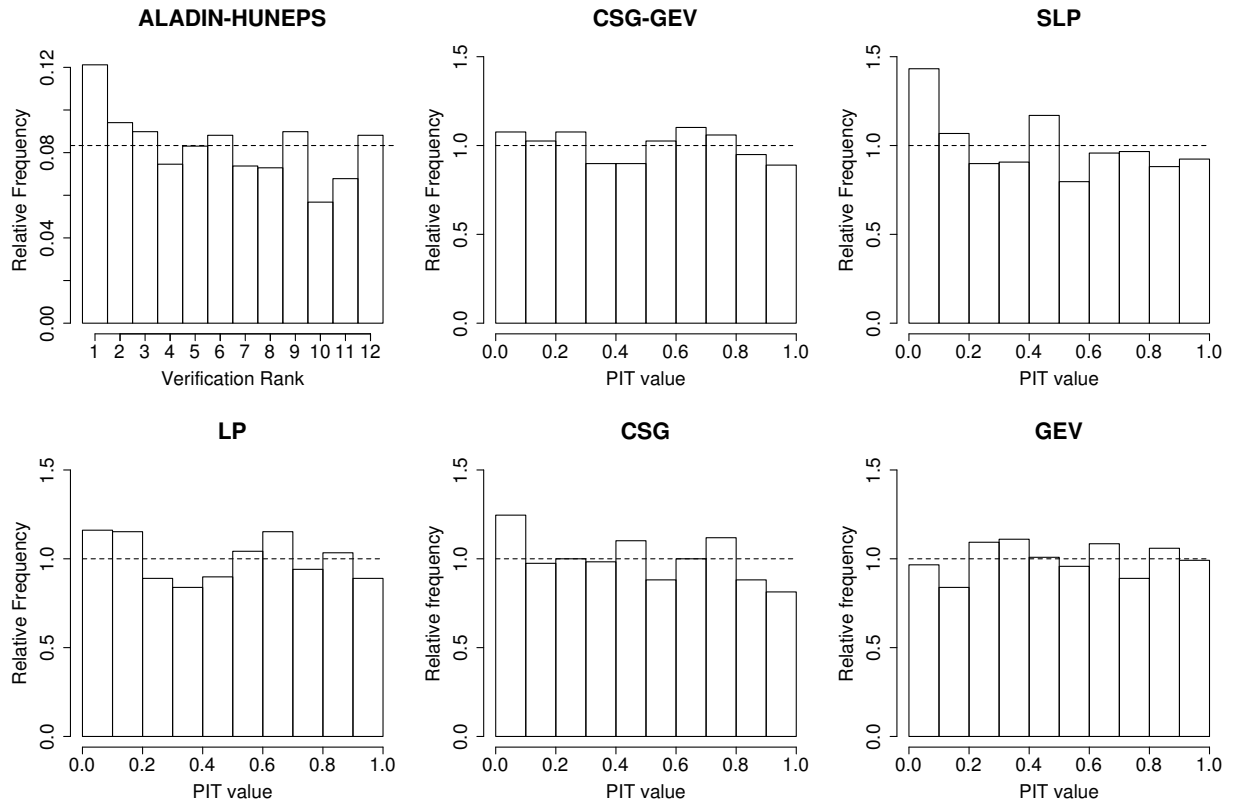 ALADIN-HUNEPS
Relative Frequency
0.00 0.04 0.08 0.12
1 2 3 4 5 6 7 8 9 10 11 12
Verification Rank
CSG-GEV
Relative Frequency
0.0 0.5 1.0 1.5
0.0 0.2 0.4 0.6 0.8 1.0
PIT value
SLP
Relative Frequency
0.0 0.5 1.0 1.5
0.0 0.2 0.4 0.6 0.8 1.0
PIT value
LP
Relative Frequency
0.0 0.5 1.0 1.5
0.0 0.2 0.4 0.6 0.8 1.0
PIT value
CSG
Relative frequency
0.0 0.5 1.0 1.5
0.0 0.2 0.4 0.6 0.8 1.0
PIT value
GEV
Relative frequency
0.0 0.5 1.0 1.5
0.0 0.2 0.4 0.6 0.8 1.0
PIT value